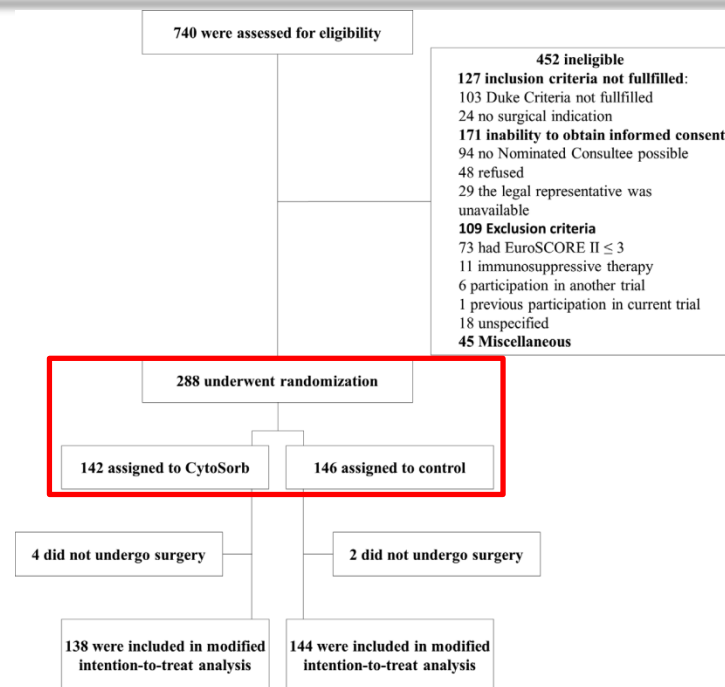 740 were assessed for eligibility
452 ineligible
127 inclusion criteria not fullfilled:
103 Duke Criteria not fullfilled
24 no surgical indication
171 inability to obtain informed consent
94 no Nominated Consultee possible
48 refused
29 the legal representative was
unavailable
109 Exclusion criteria
73 had EuroSCORE II ≤ 3
11 immunosuppressive therapy
6 participation in another trial
1 previous participation in current trial
18 unspecified
45 Miscellaneous
288 underwent randomization
142 assigned to CytoSorb
146 assigned to control
4 did not undergo surgery
2 did not undergo surgery
138 were included in modified
intention-to-treat analysis
144 were included in modified
intention-to-treat analysis